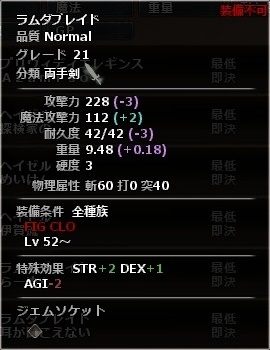 装備不可
ラムダブレイド
品質 Normal
グレード 21
分類 両手剣
攻撃力 228 (-3)
魔法攻撃力 112 (+2)
耐久度 42/42 (-3)
重量 9.48 (+0.18)
硬度 3
物理属性 斬60 打0 突40
装備条件 全種族
FIG CLO
Lv 52～
特殊効果 STR+2 DEX+1
AGI-2
ジェムソケット